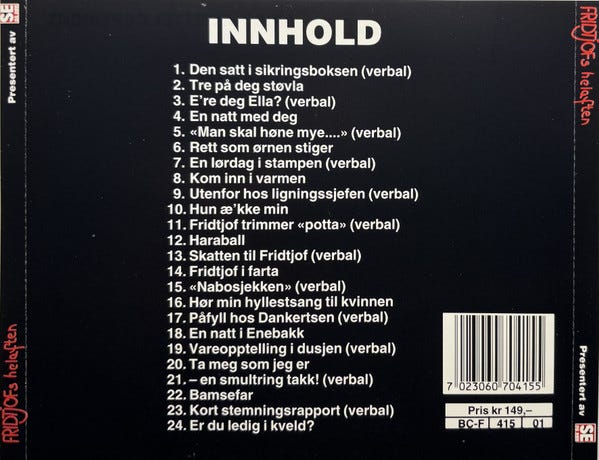 INNHOLD
1. Den satt i sikringsboksen (verbal)
2. Tre på deg støvla
3. E're deg Ella? (verbal)
4. En natt med deg
5. «Man skal høne mye....» (verbal)
6. Rett som ørnen stiger
7. En lørdag i stampen (verbal)
8. Kom inn i varmen
9. Utenfor hos ligningssjefen (verbal)
10. Hun æ'kke min
11. Fridtjof trimmer «potta» (verbal)
12. Haraball
13. Skatten til Fridtjof (verbal)
14. Fridtjof i farta
15. «Nabosjekken» (verbal)
16. Hør min hyllestsang til kvinnen
17. Påfyll hos Dankertsen (verbal)
18. En natt i Enebakk
19. Vareopptelling i dusjen (verbal)
20. Ta meg som jeg er
21. – en smultring takk! (verbal)
22. Bamsefar
23. Kort stemningsrapport (verbal)
24. Er du ledig i kveld?
7 023060 704155
Pris kr 149,–
BC-F 415 01
Presentert av SE
FRIDTJOFs helaften
FRIDTJOFs helaften
Presentert av SE